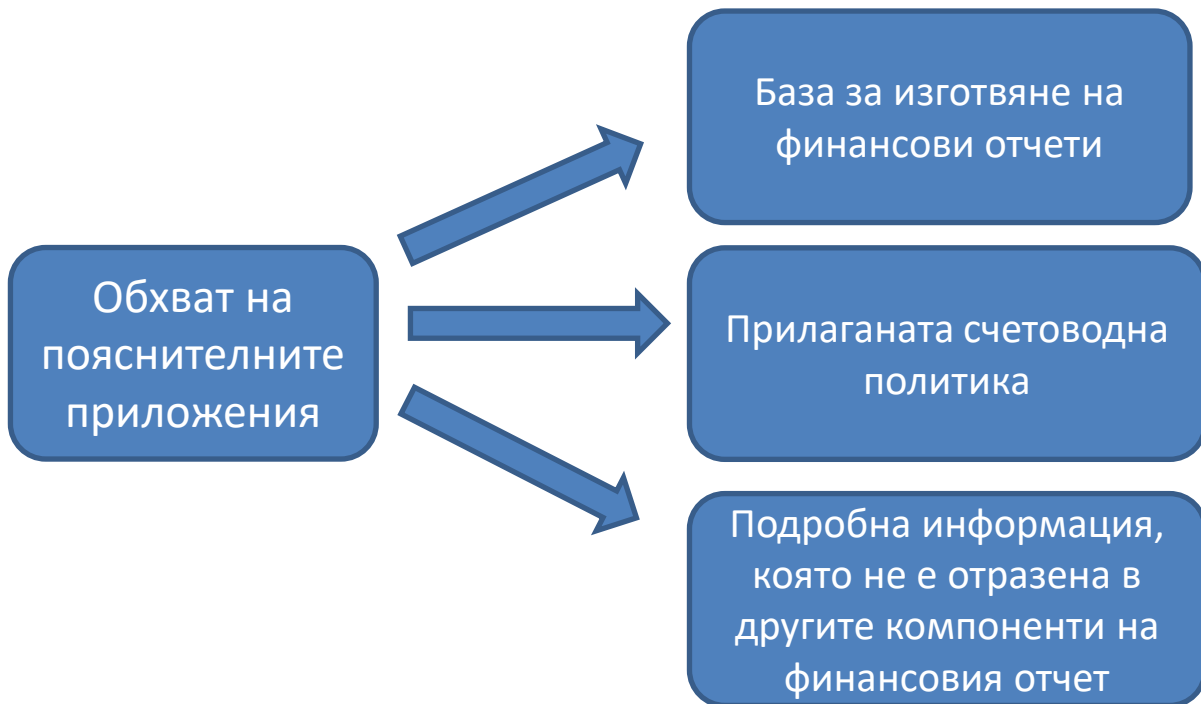 База за изготвяне на
финансови отчети
Обхват на
пояснителните
приложения
Прилаганата счетоводна
политика
Подробна информация,
която не е отразена в
другите компоненти на
финансовия отчет